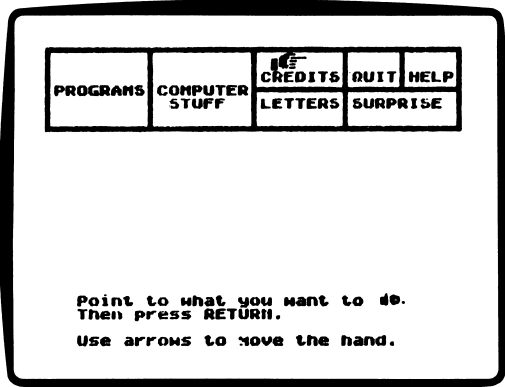 CREDITS QUIT HELP
PROGRAMS COMPUTER
STUFF LETTERS SURPRISE
Point to what you want to do.
Then press RETURN.
Use arrows to move the hand.